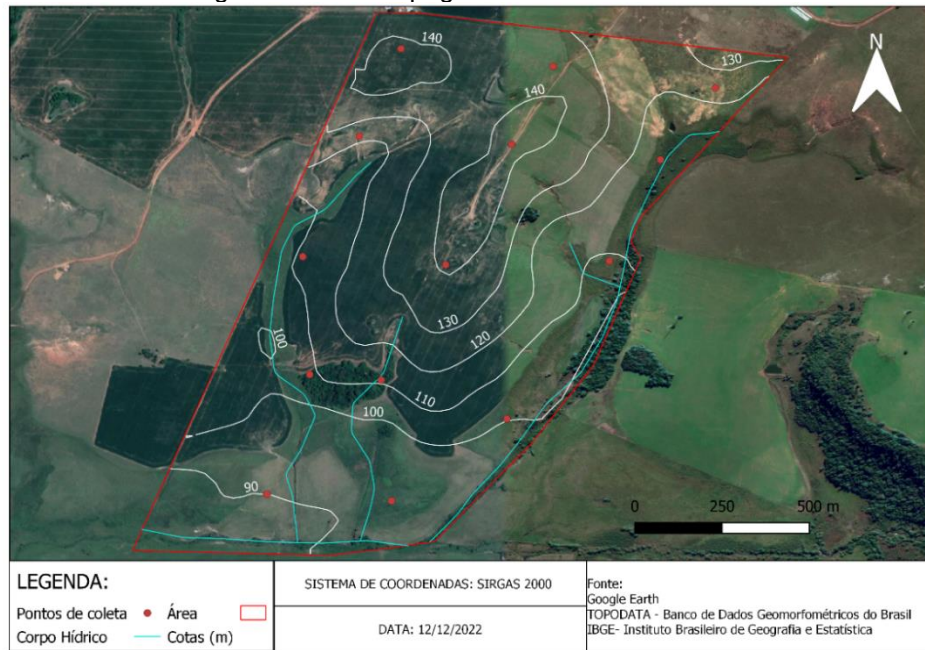 140
130
N
140
100
130
120
110
100
90
0 250 500 m
LEGENDA:
Pontos de coleta Área
Corpo Hídrico Cotas (m)
SISTEMA DE COORDENADAS: SIRGAS 2000
DATA: 12/12/2022
Fonte:
Google Earth
TOPODATA - Banco de Dados Geomorfométricos do Brasil
IBGE- Instituto Brasileiro de Geografia e Estatística